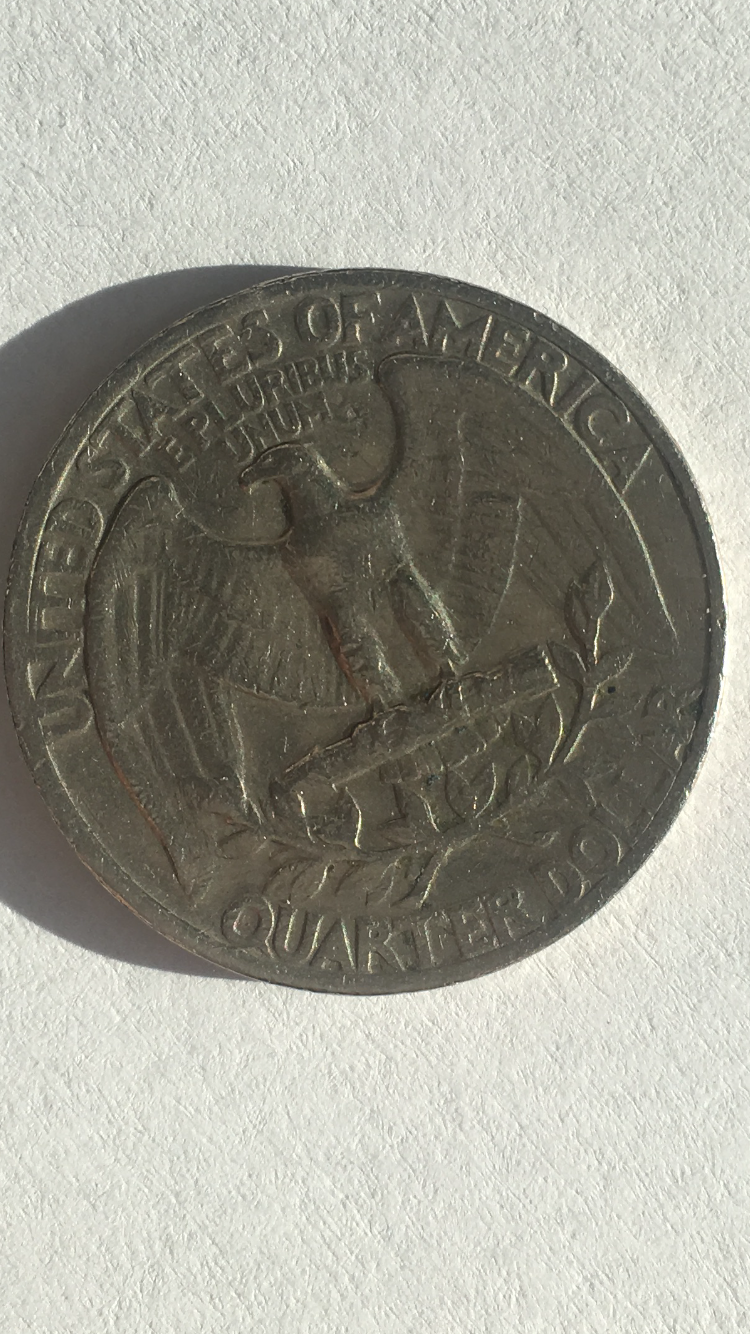 UNITED STATES OF AMERICA
E PLURIBUS
UNUM
QUARTER DOLLAR